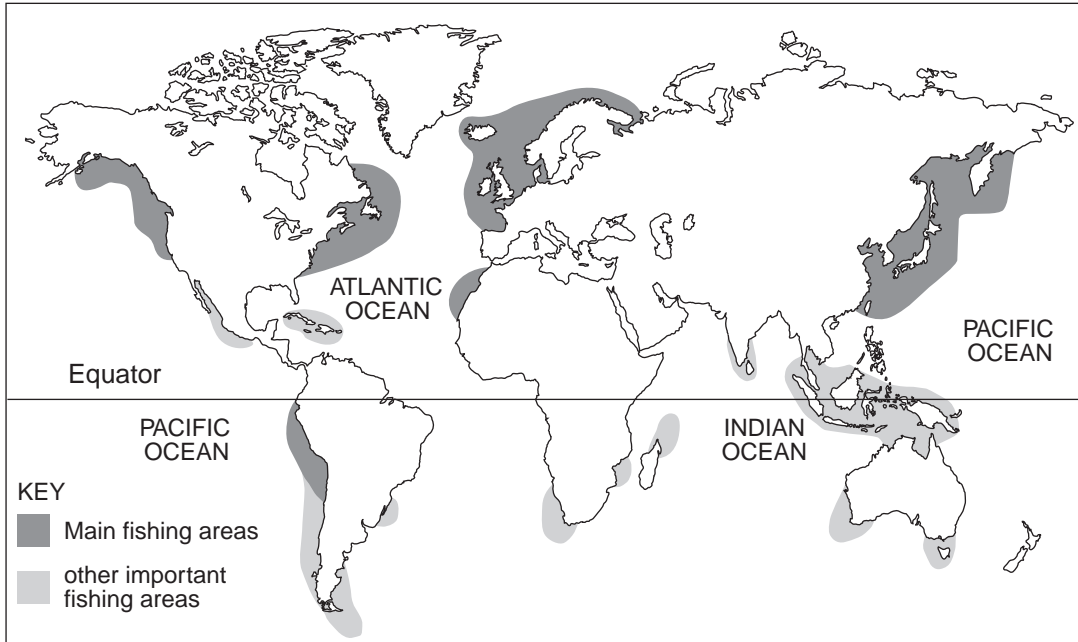 ATLANTIC
OCEAN
PACIFIC
OCEAN
Equator
PACIFIC
OCEAN
INDIAN
OCEAN
KEY
Main fishing areas
other important
fishing areas